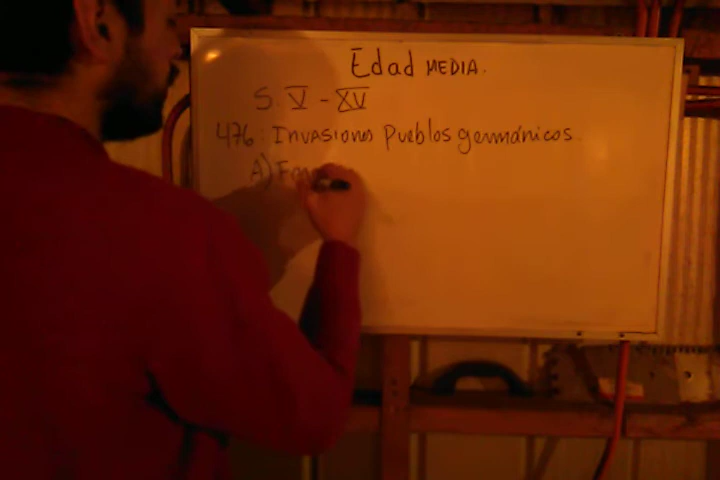 Edad MEDIA.
S. V - XV
476: Invasiones Pueblos germánicos.
A)